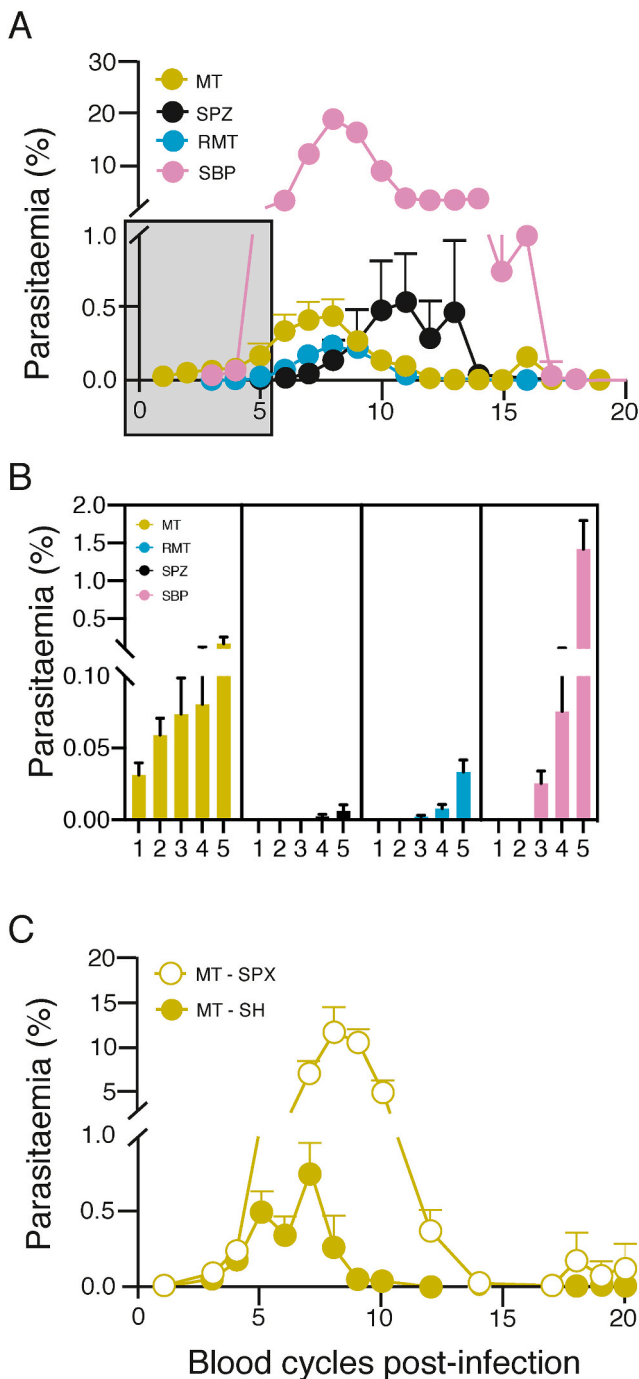 A
Parasitaemia (%)
30
20
10
1.0
0.5
0.0
MT
SPZ
RMT
SBP
0 5 10 15 20
B
Parasitaemia (%)
2.0
1.5
1.0
0.5
0.10
0.05
0.00
MT
RMT
SPZ
SBP
1 2 3 4 5 1 2 3 4 5 1 2 3 4 5 1 2 3 4 5
C
Parasitaemia (%)
20
15
10
5
1.0
0.5
0.0
MT - SPX
MT - SH
0 5 10 15 20
Blood cycles post-infection